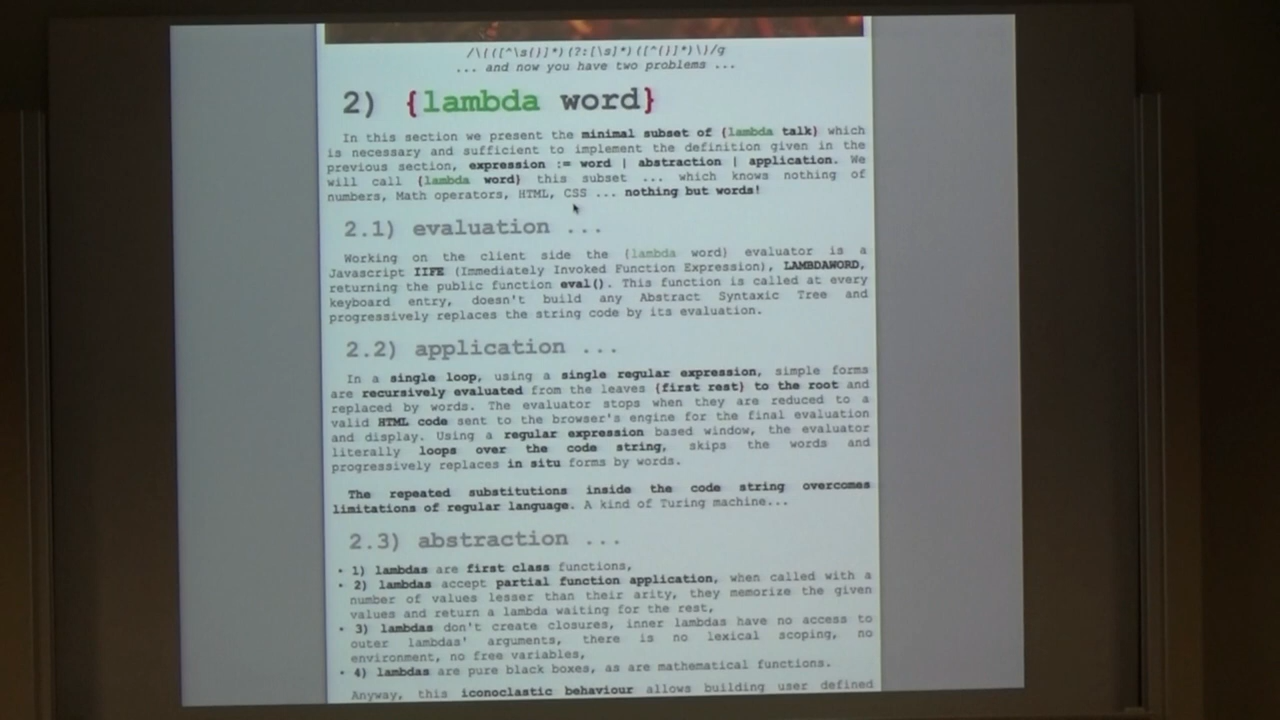 /\{([^\s{}]*)(?:[\s]*)([^{}]*)\}/g
... and now you have two problems ...
2) {lambda word}
In this section we present the minimal subset of {lambda talk} which
is necessary and sufficient to implement the definition given in the
previous section, expression := word | abstraction | application. We
will call {lambda word} this subset ... which knows nothing of
numbers, Math operators, HTML, CSS ... nothing but words!
2.1) evaluation ...
Working on the client side the {lambda word} evaluator is a
Javascript IIFE (Immediately Invoked Function Expression), LAMBDAWORD,
returning the public function eval(). This function is called at every
keyboard entry, doesn't build any Abstract Syntaxic Tree and
progressively replaces the string code by its evaluation.
2.2) application ...
In a single loop, using a single regular expression, simple forms
are recursively evaluated from the leaves {first rest} to the root and
replaced by words. The evaluator stops when they are reduced to a
valid HTML code sent to the browser's engine for the final evaluation
and display. Using a regular expression based window, the evaluator
literally loops over the code string, skips the words and
progressively replaces in situ forms by words.
The repeated substitutions inside the code string overcomes
limitations of regular language. A kind of Turing machine...
2.3) abstraction ...
• 1) lambdas are first class functions,
• 2) lambdas accept partial function application, when called with a
number of values lesser than their arity, they memorize the given
values and return a lambda waiting for the rest,
• 3) lambdas don't create closures, inner lambdas have no access to
outer lambdas' arguments, there is no lexical scoping, no
environment, no free variables,
• 4) lambdas are pure black boxes, as are mathematical functions.
Anyway, this iconoclastic behaviour allows building user defined